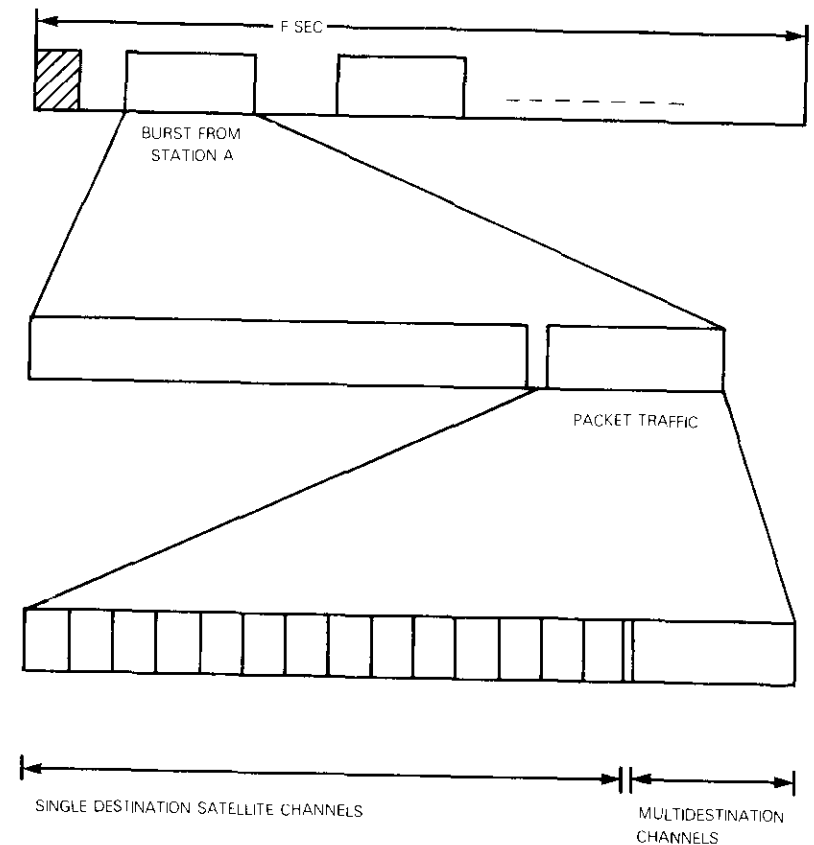 F SEC
BURST FROM
STATION A
PACKET TRAFFIC
SINGLE DESTINATION SATELLITE CHANNELS
MULTIDESTINATION
CHANNELS